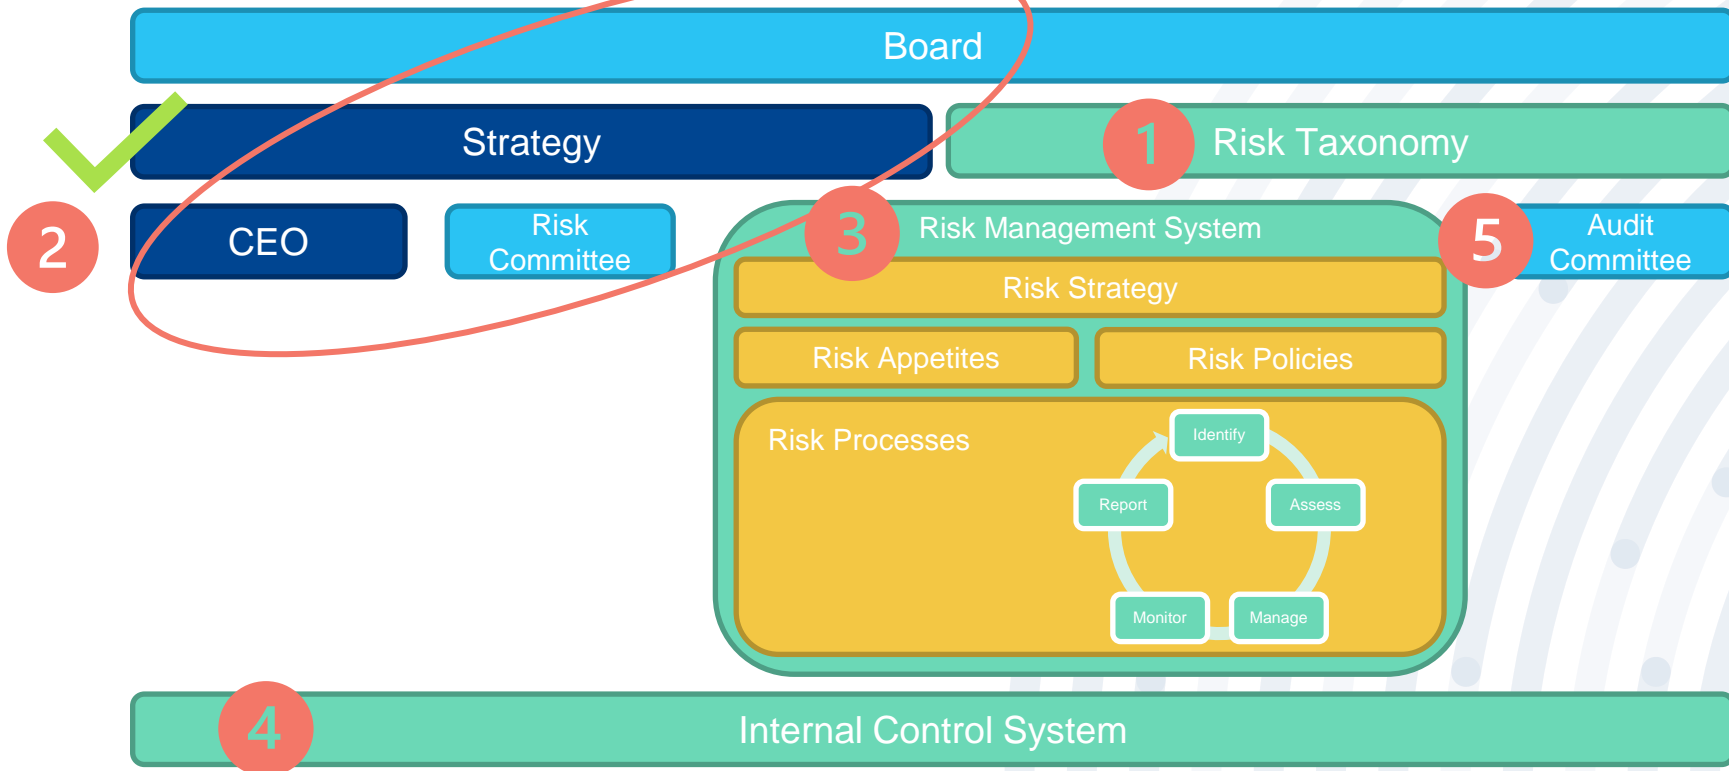 Board
Strategy
1
Risk Taxonomy
2
CEO
Risk
Committee
3
Risk Management System
5
Audit
Committee
Risk Strategy
Risk Appetites
Risk Policies
Risk Processes
Identify
Report
Assess
Monitor
Manage
4
Internal Control System